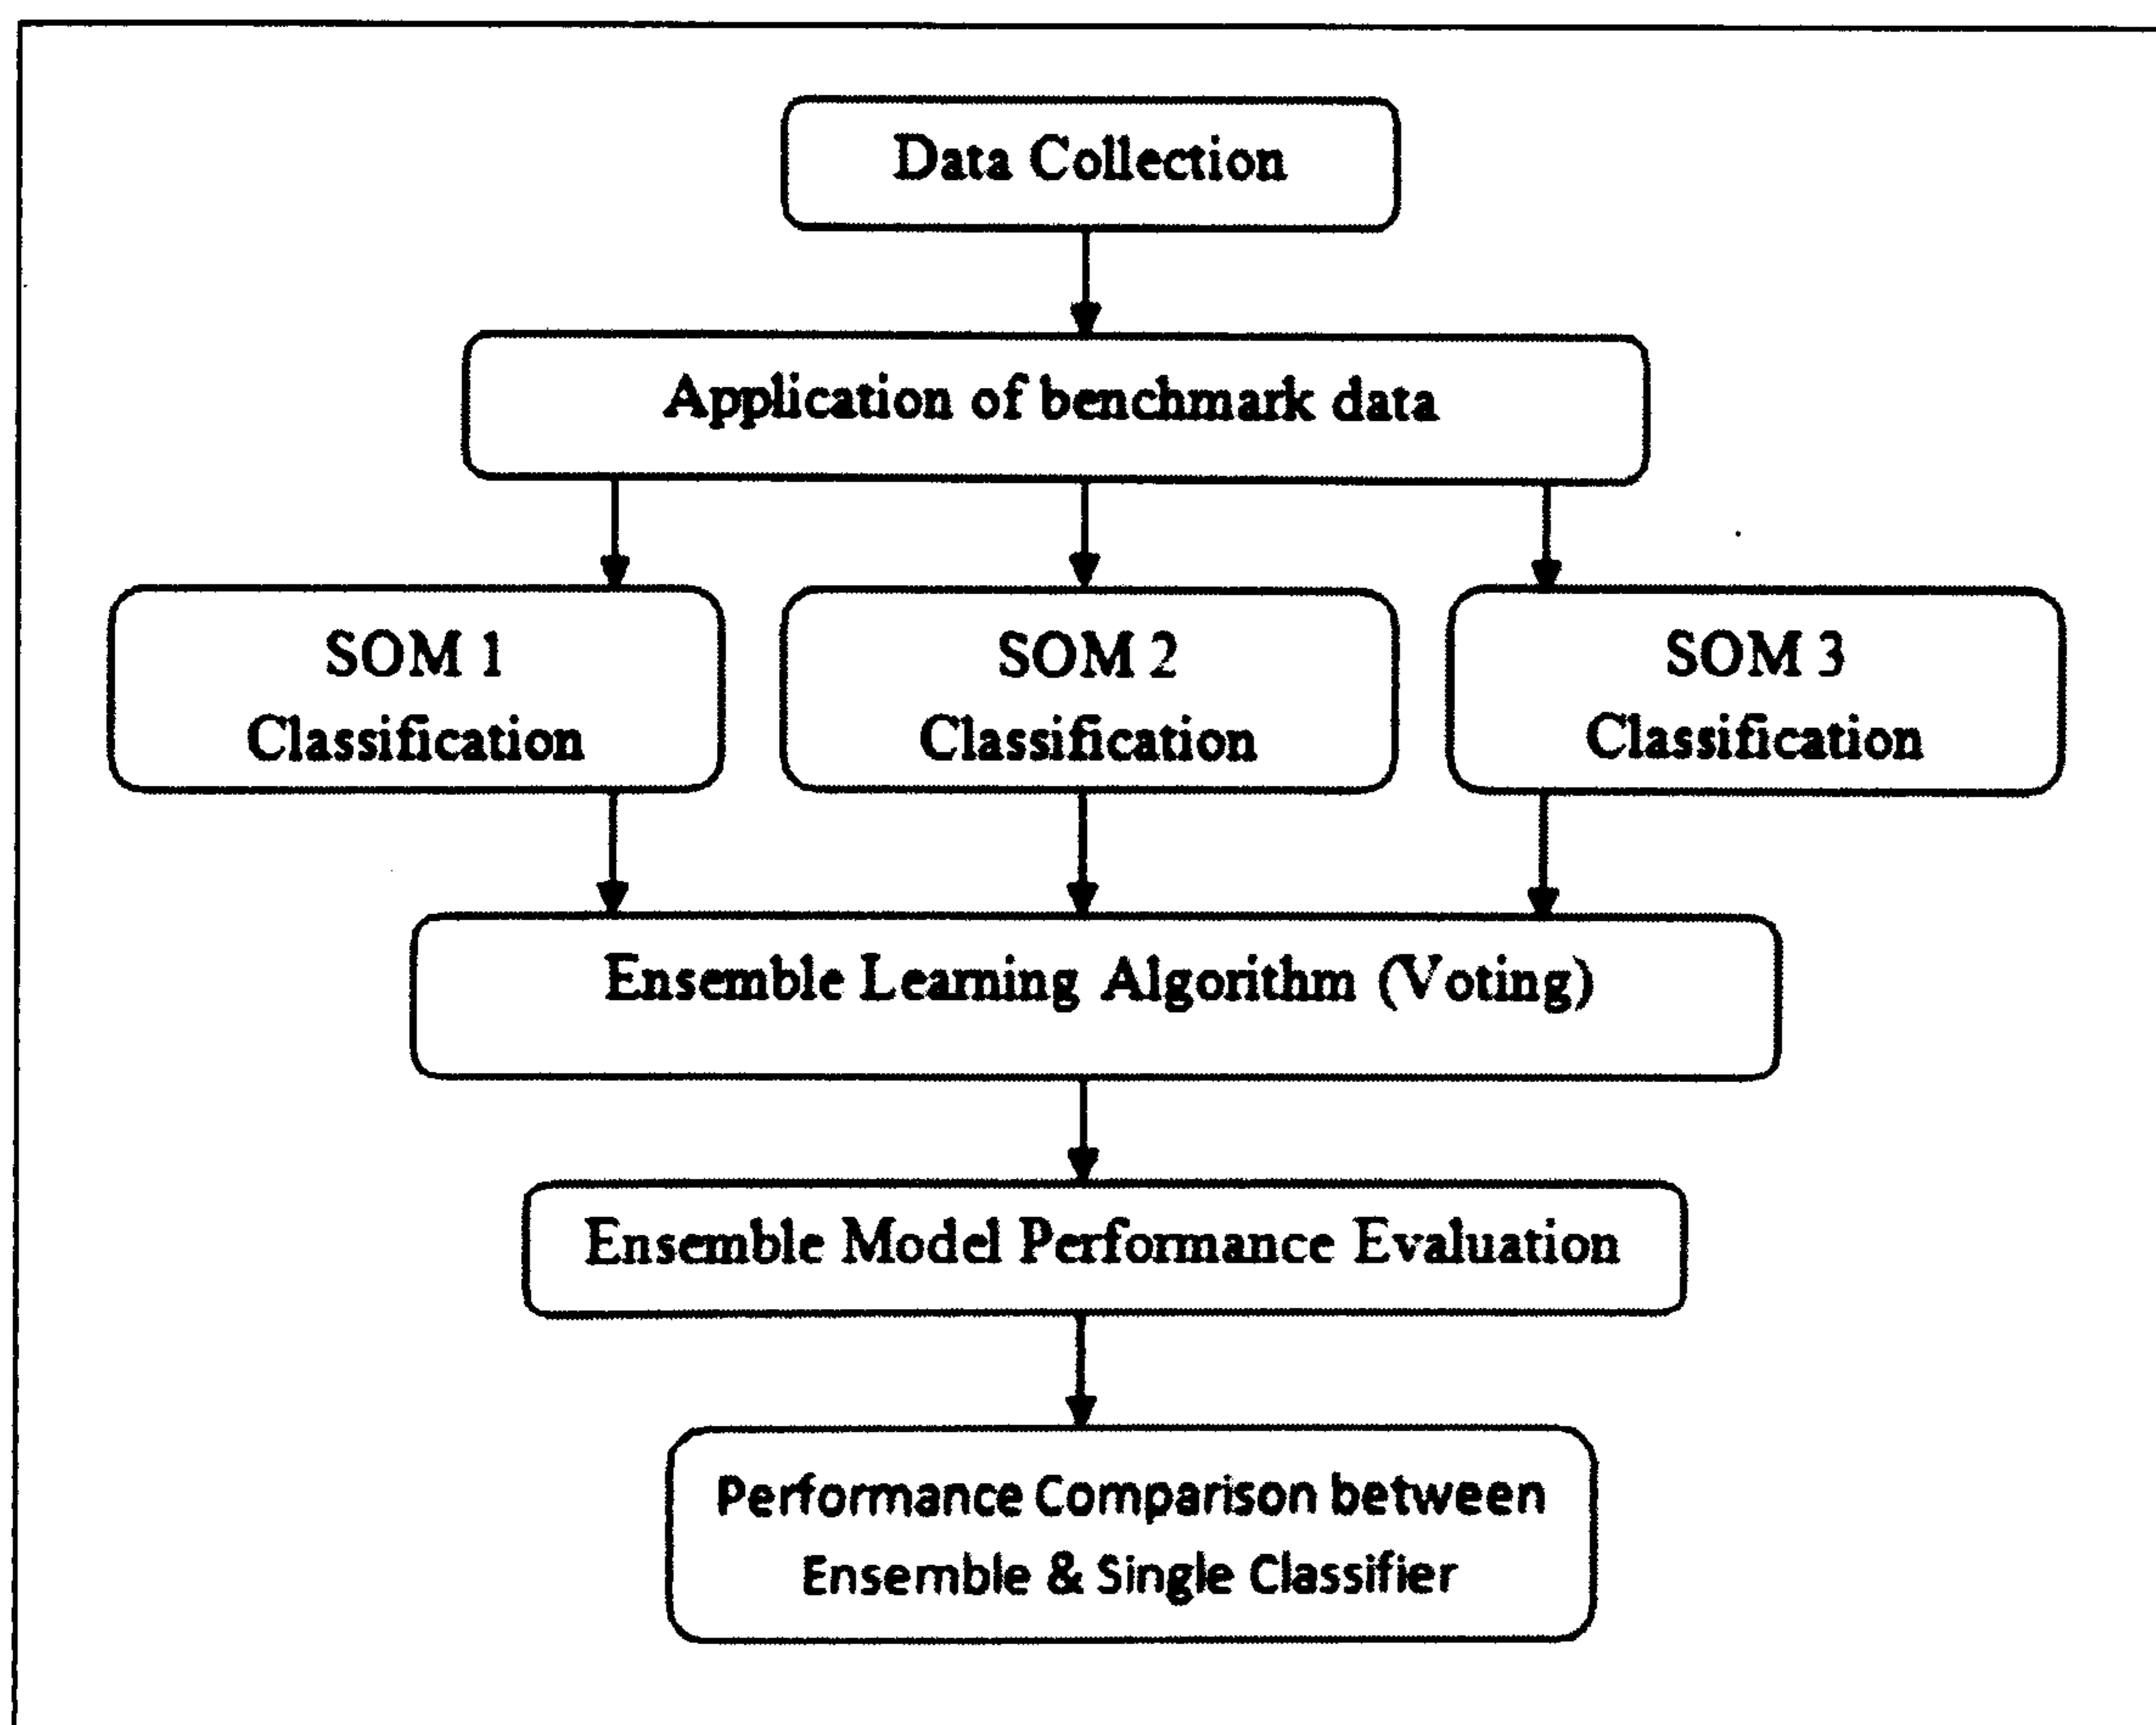 Data Collection
Application of benchmark data
SOM 1
Classification
SOM 2
Classification
SOM 3
Classification
Ensemble Learning Algorithm (Voting)
Ensemble Model Performance Evaluation
Performance Comparison between
Ensemble & Single Classifier